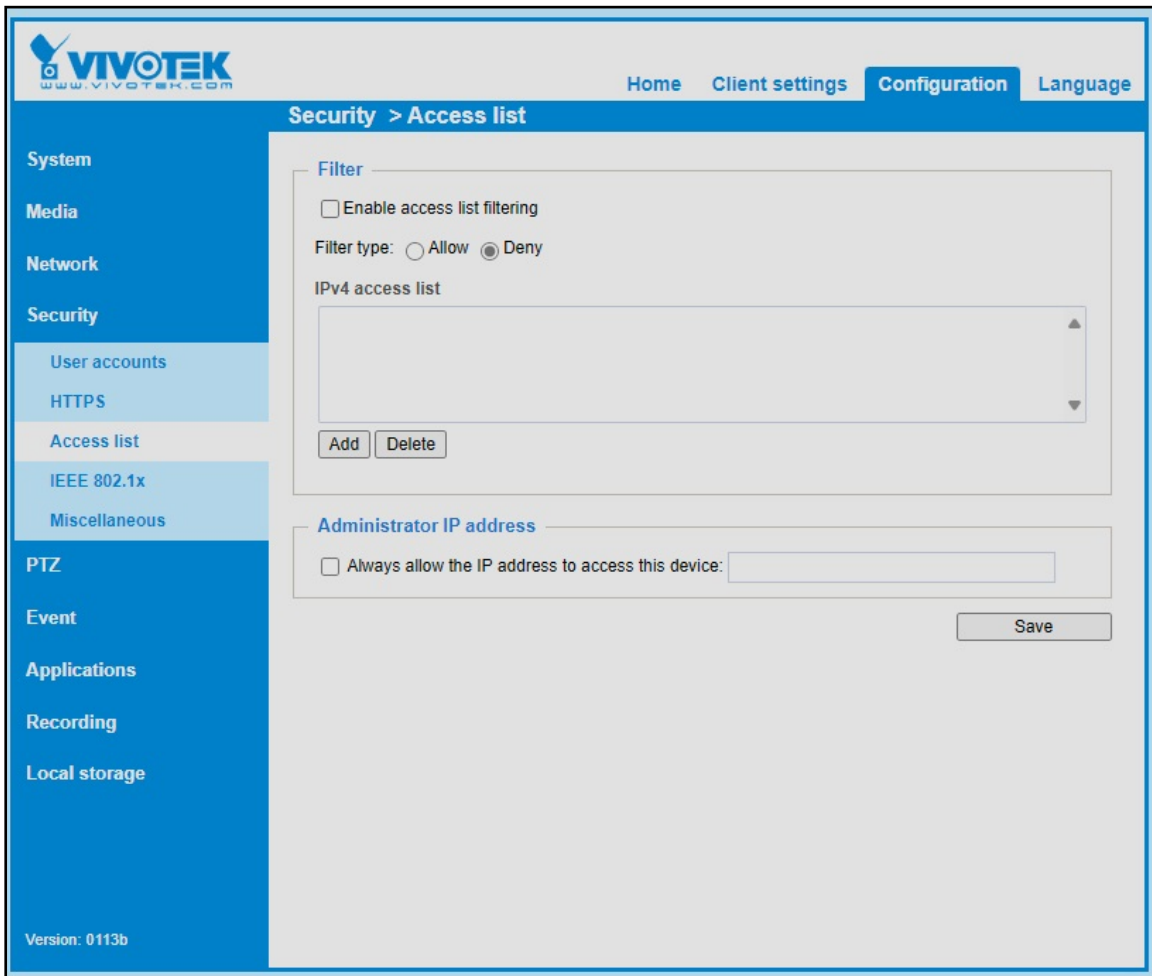 VIVOTEK
www.vivotek.com
Home Client settings Configuration Language
Security > Access list
System
Media
Network
Security
User accounts
HTTPS
Access list
IEEE 802.1x
Miscellaneous
PTZ
Event
Applications
Recording
Local storage
Version: 0113b
Filter
Enable access list filtering
Filter type: Allow Deny
IPv4 access list
Add Delete
Administrator IP address
Always allow the IP address to access this device:
Save